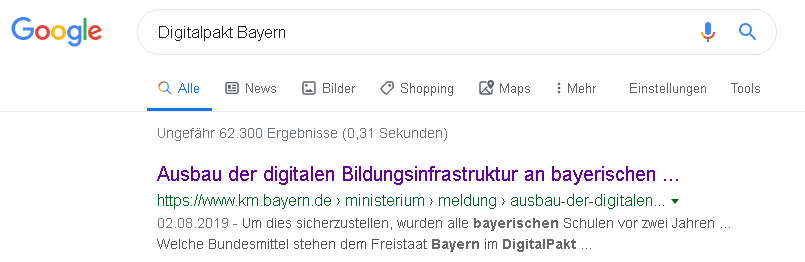 Google
Digitalpakt Bayern
Alle News Bilder Shopping Maps Mehr Einstellungen Tools
Ungefähr 62.300 Ergebnisse (0,31 Sekunden)
Ausbau der digitalen Bildungsinfrastruktur an bayerischen ...
https://www.km.bayern.de › ministerium › meldung › ausbau-der-digitalen...
02.08.2019 - Um dies sicherzustellen, wurden alle bayerischen Schulen vor zwei Jahren ...
Welche Bundesmittel stehen dem Freistaat Bayern im DigitalPakt ...